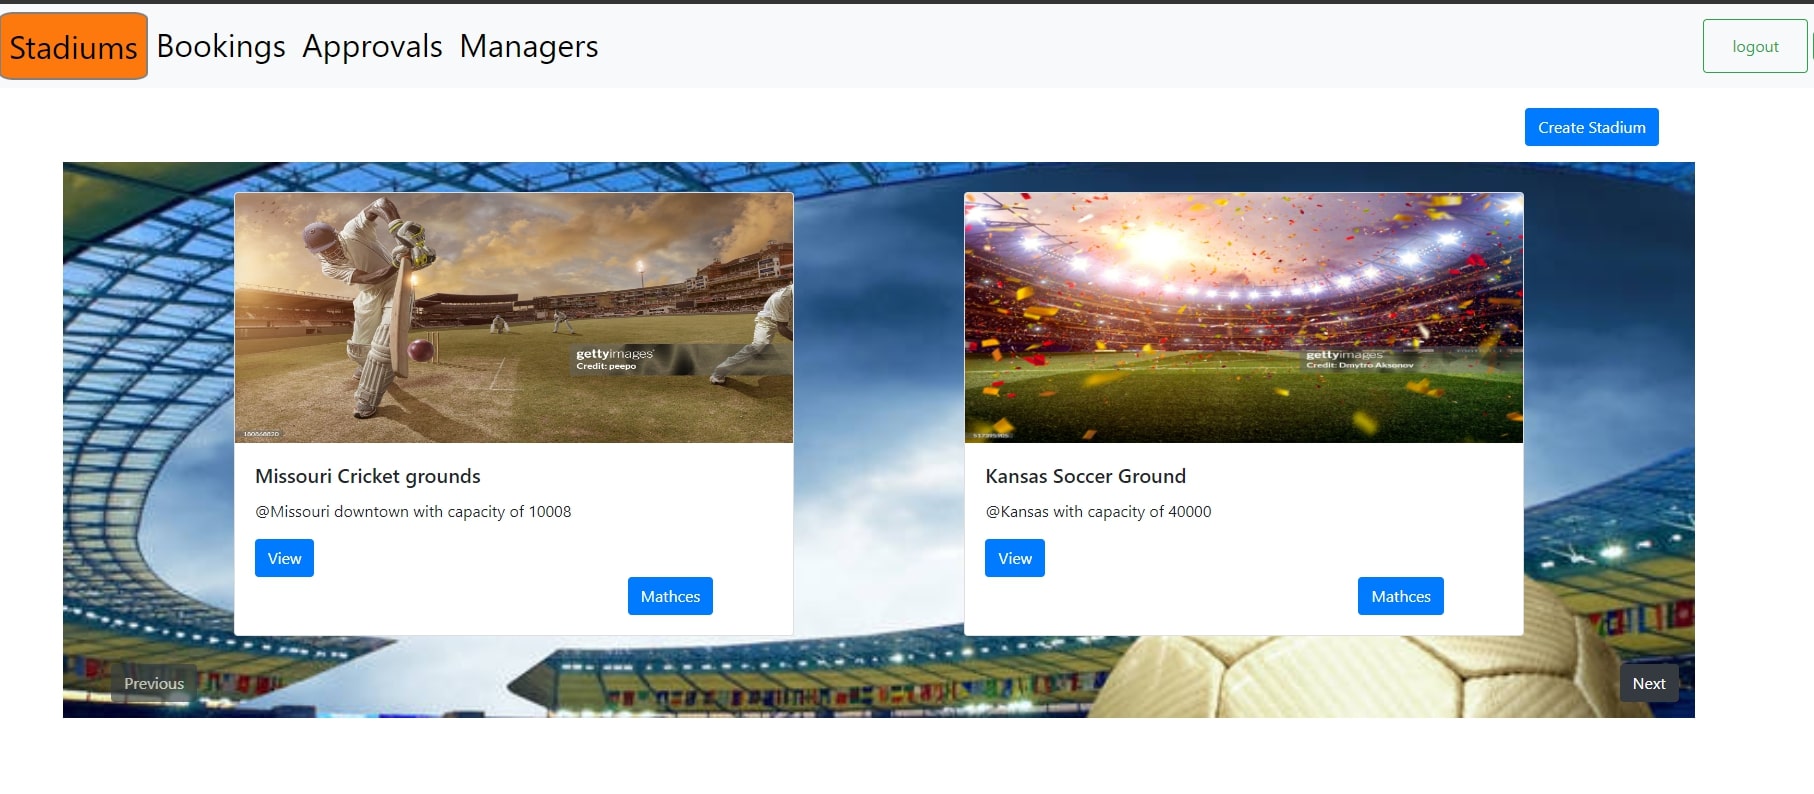 Stadiums Bookings Approvals Managers logout
Create Stadium
gettyimages
Credit: peepo
180868820
gettyimages
Credit: Dmytro Aksonov
Missouri Cricket grounds
@Missouri downtown with capacity of 10008
View
Mathces
Kansas Soccer Ground
@Kansas with capacity of 40000
View
Mathces
Previous
Next